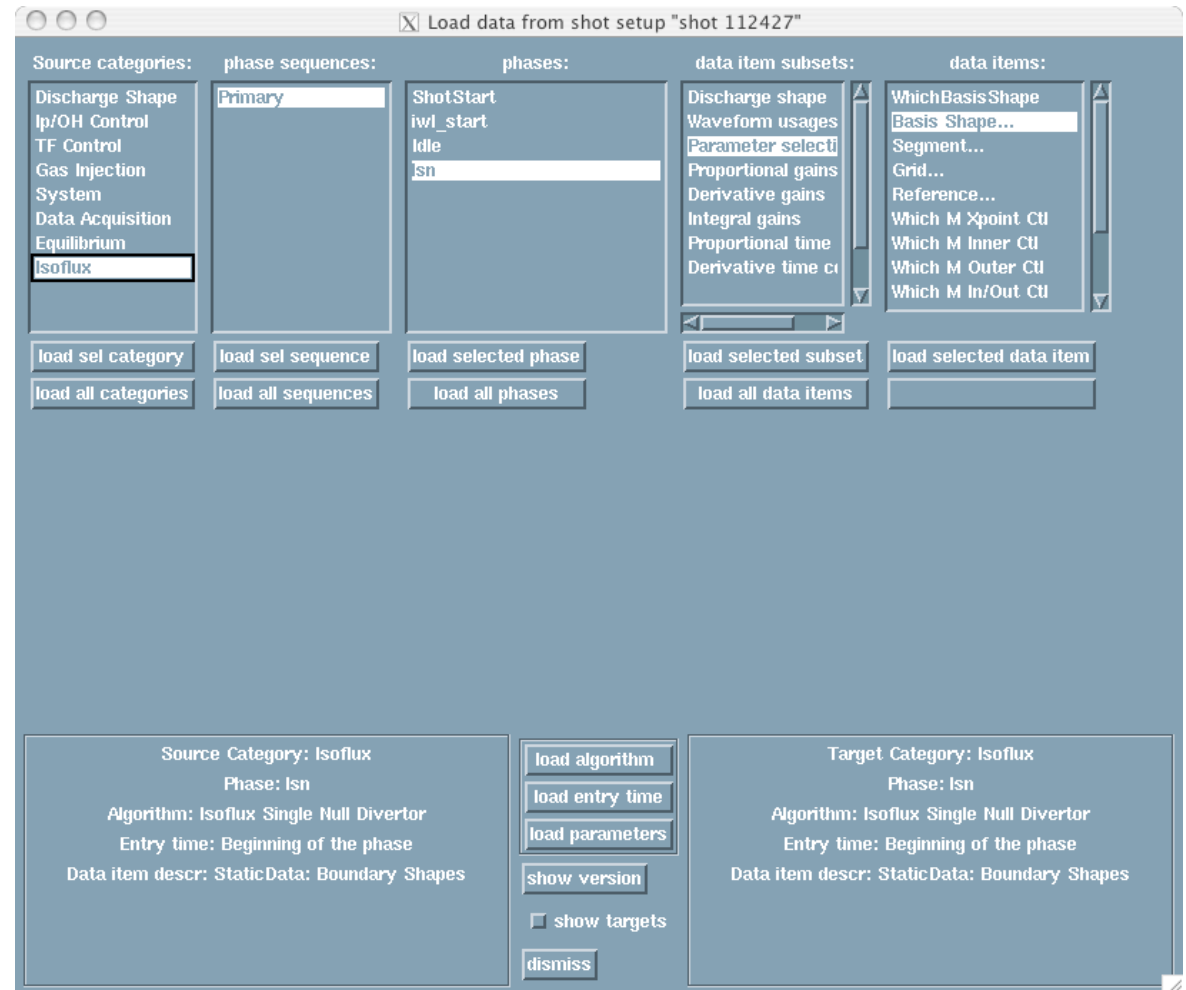 X Load data from shot setup "shot 112427"
Source categories:
Discharge Shape
Ip/OH Control
TF Control
Gas Injection
System
Data Acquisition
Equilibrium
Isoflux
load sel category
load all categories
phase sequences:
Primary
load sel sequence
load all sequences
phases:
ShotStart
iwl_start
Idle
lsn
load selected phase
load all phases
data item subsets:
Discharge shape
Waveform usages
Parameter selecti
Proportional gains
Derivative gains
Integral gains
Proportional time
Derivative time co
load selected subset
load all data items
data items:
WhichBasisShape
Basis Shape...
Segment...
Grid...
Reference...
Which M Xpoint Ctl
Which M Inner Ctl
Which M Outer Ctl
Which M In/Out Ctl
load selected data item
Source Category: Isoflux
Phase: lsn
Algorithm: Isoflux Single Null Divertor
Entry time: Beginning of the phase
Data item descr: StaticData: Boundary Shapes
load algorithm
load entry time
load parameters
show version
show targets
dismiss
Target Category: Isoflux
Phase: lsn
Algorithm: Isoflux Single Null Divertor
Entry time: Beginning of the phase
Data item descr: StaticData: Boundary Shapes